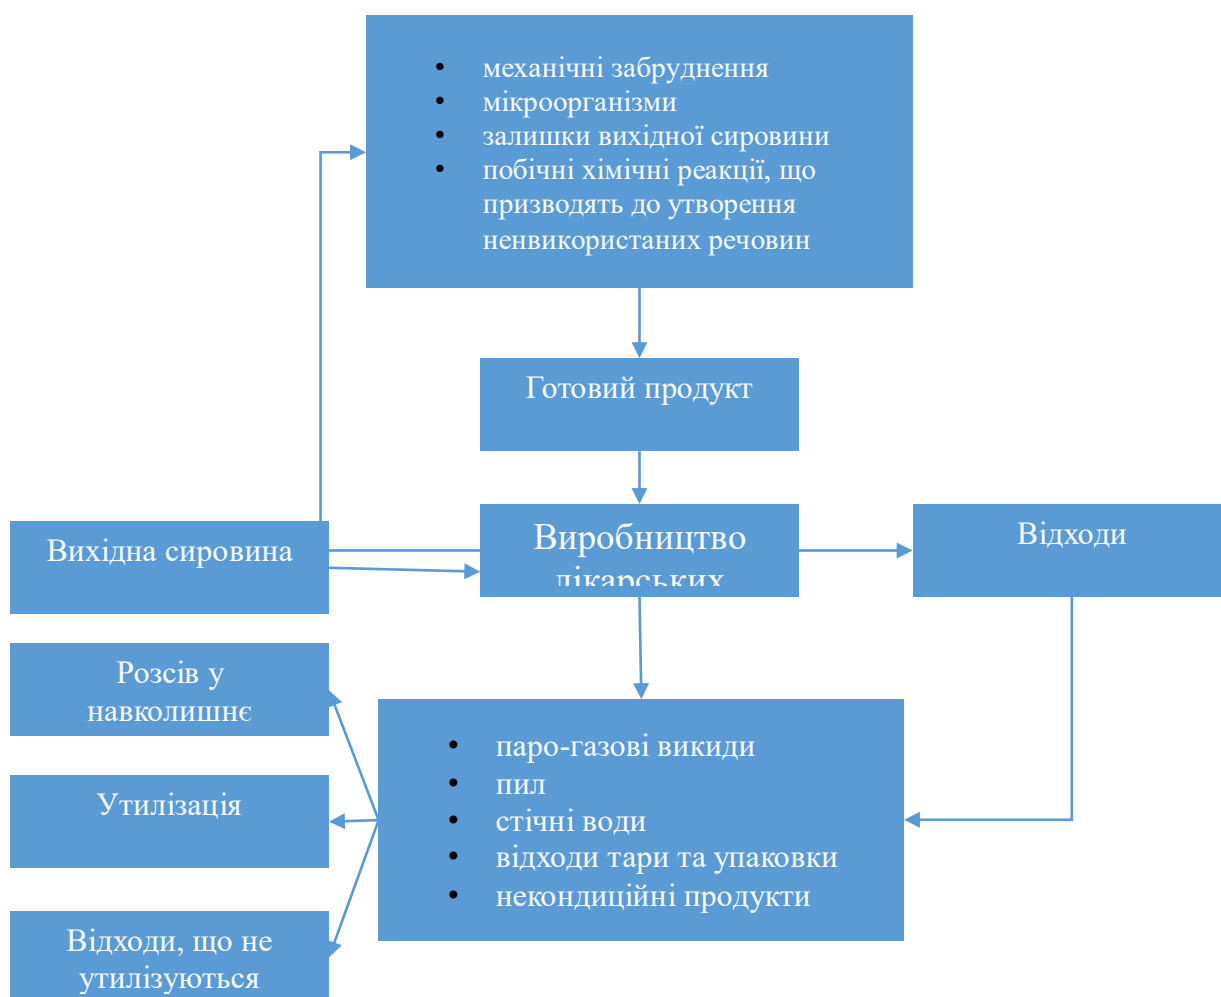 механічні забруднення
мікроорганізми
залишки вихідної сировини
побічні хімічні реакції, що
призводять до утворення
ненвикористаних речовин
Готовий продукт
Вихідна сировина
Виробництво
лікарських
Відходи
Розсів у
навколишнє
Утилізація
Відходи, що не
утилізуються
паро-газові викиди
пил
стічні води
відходи тари та упаковки
некондиційні продукти